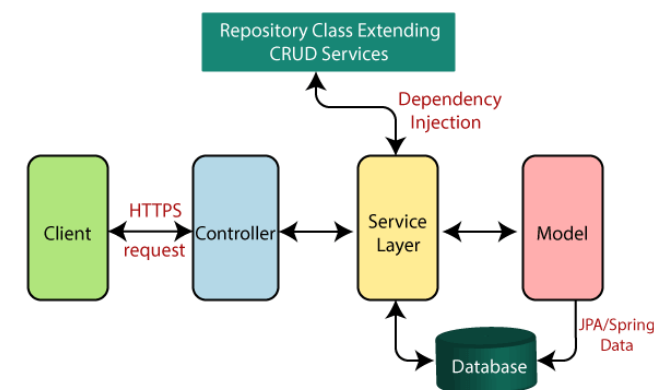 Repository Class Extending
CRUD Services
Dependency
Injection
Client
HTTPS
request
Controller
Service
Layer
Model
JPA/Spring
Data
Database